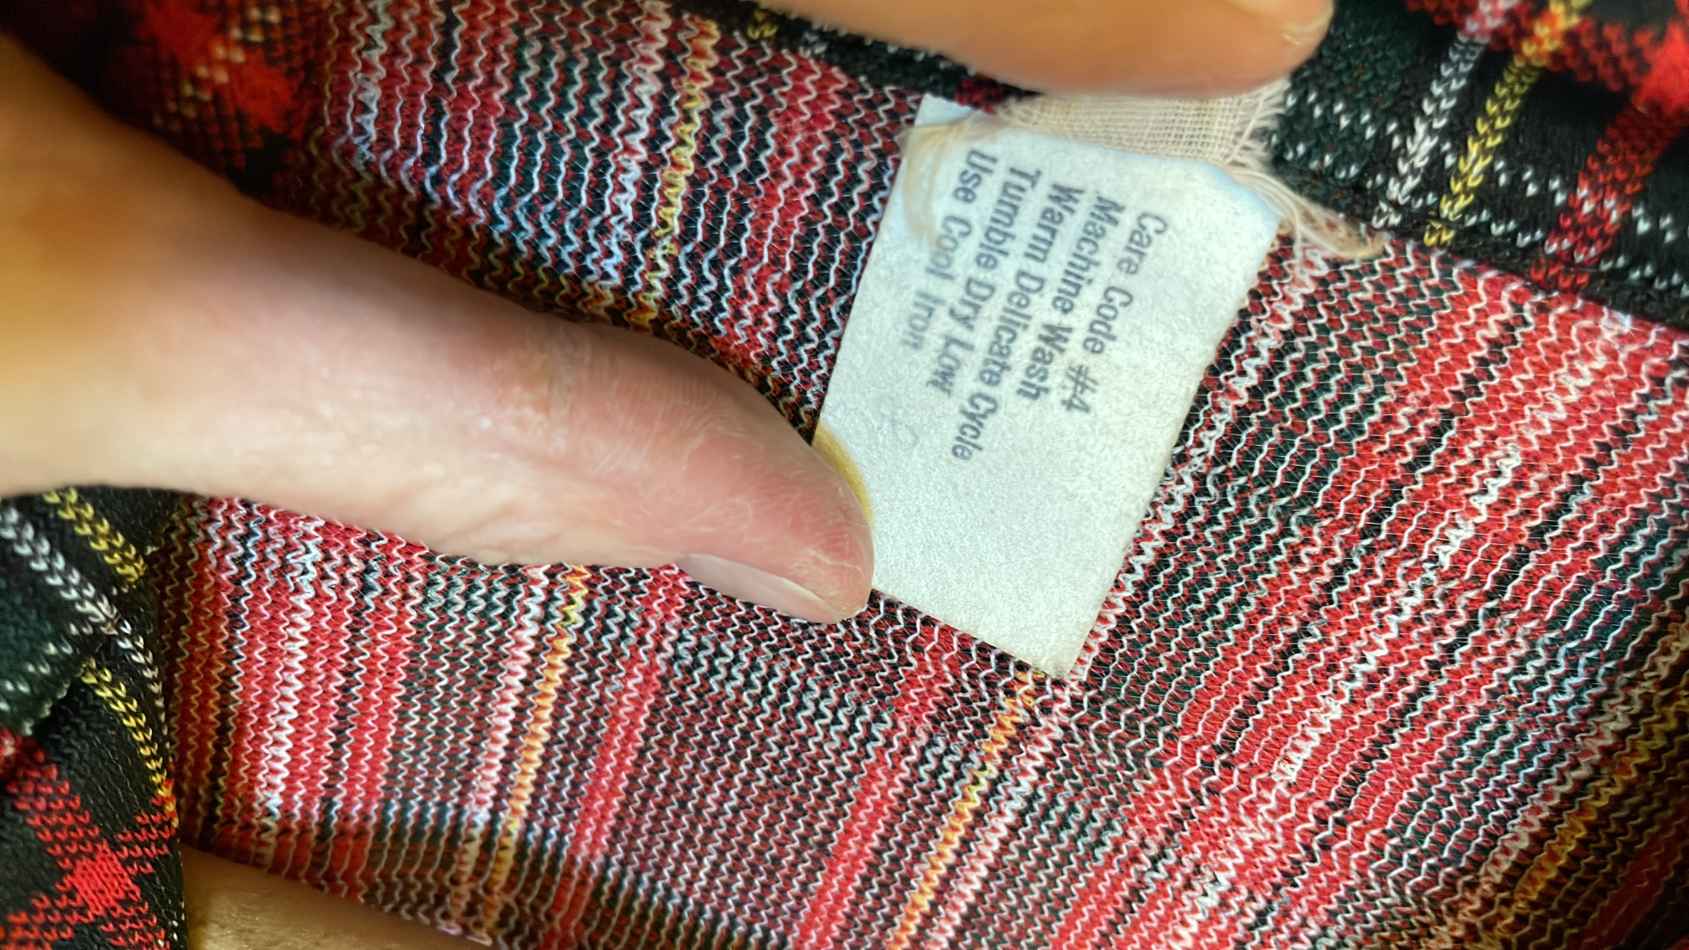 Care Code #4
Machine Wash
Warm Delicate Cycle
Tumble Dry Low
Use Cool Iron